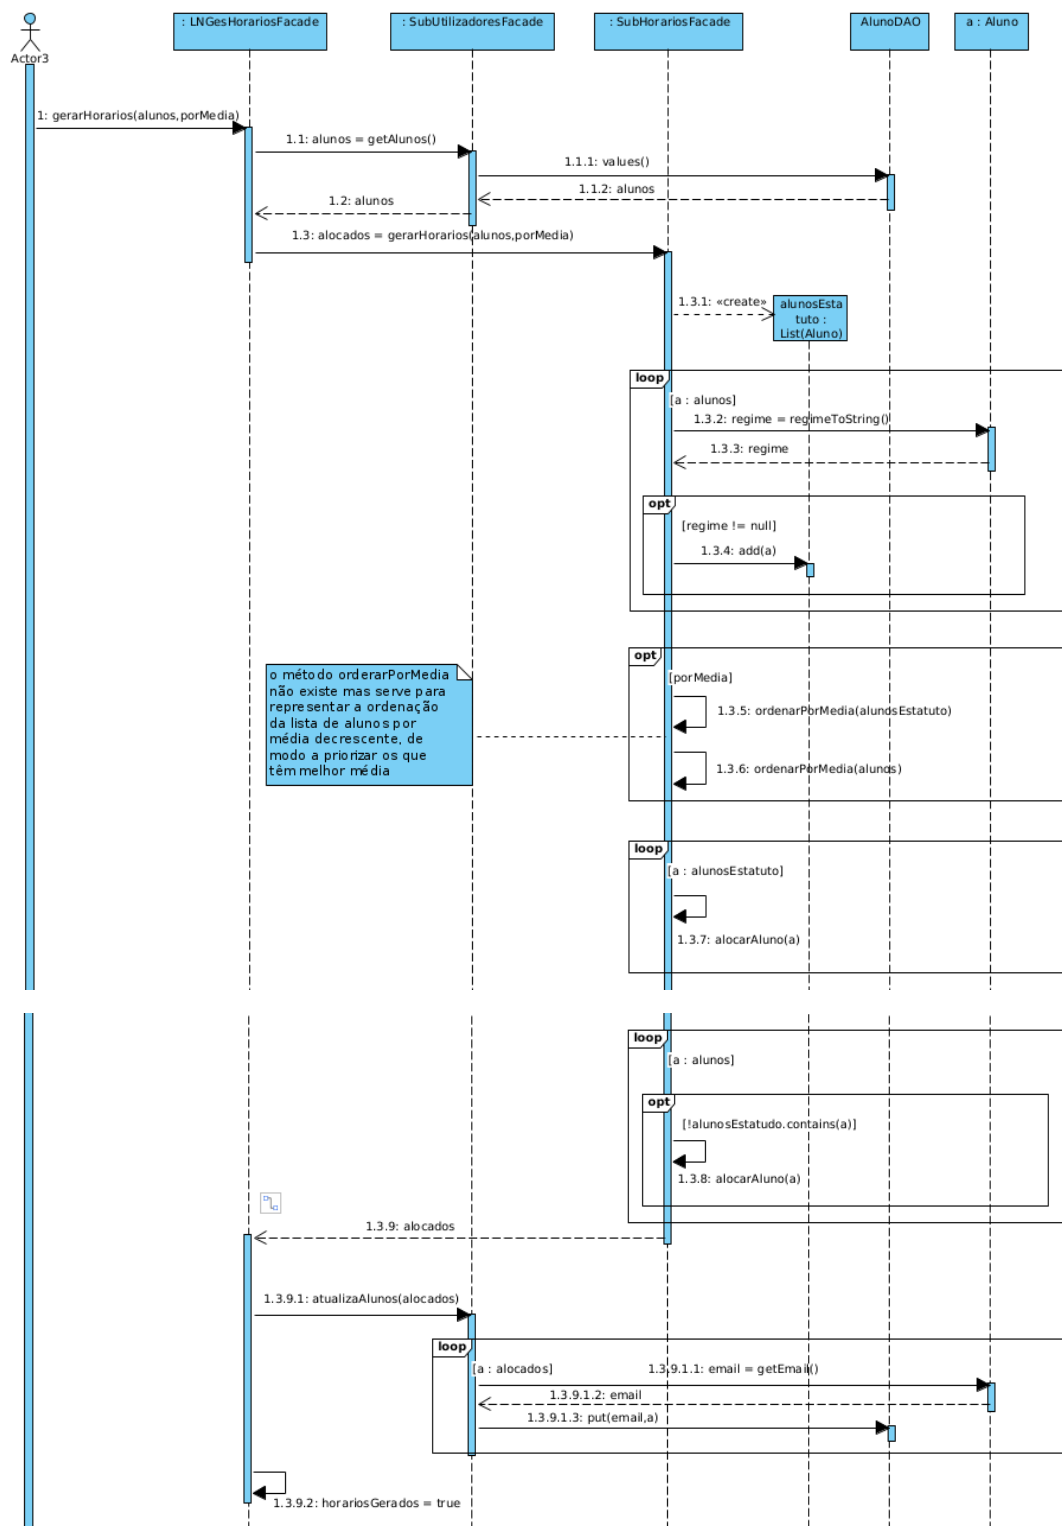 : LNGesHorariosFacade
: SubUtilizadoresFacade
: SubHorariosFacade
AlunoDAO
a : Aluno
Actor3
1: gerarHorarios(alunos,porMedia)
1.1: alunos = getAlunos()
1.1.1: values()
1.1.2: alunos
1.2: alunos
1.3: alocados = gerarHorarios(alunos,porMedia)
1.3.1: «create»
alunosEsta
tuto :
List(Aluno)
loop
[a : alunos]
1.3.2: regime = regimeToString()
1.3.3: regime
opt
[regime != null]
1.3.4: add(a)
opt
[porMedia]
o método orderarPorMedia
não existe mas serve para
representar a ordenação
da lista de alunos por
média decrescente, de
modo a priorizar os que
têm melhor média
1.3.5: ordenarPorMedia(alunosEstatuto)
1.3.6: ordenarPorMedia(alunos)
loop
[a : alunosEstatuto]
1.3.7: alocarAluno(a)
loop
[a : alunos]
opt
[!alunosEstatudo.contains(a)]
1.3.8: alocarAluno(a)
1.3.9: alocados
1.3.9.1: atualizaAlunos(alocados)
loop
[a : alocados]
1.3.9.1.1: email = getEmail()
1.3.9.1.2: email
1.3.9.1.3: put(email,a)
1.3.9.2: horariosGerados = true